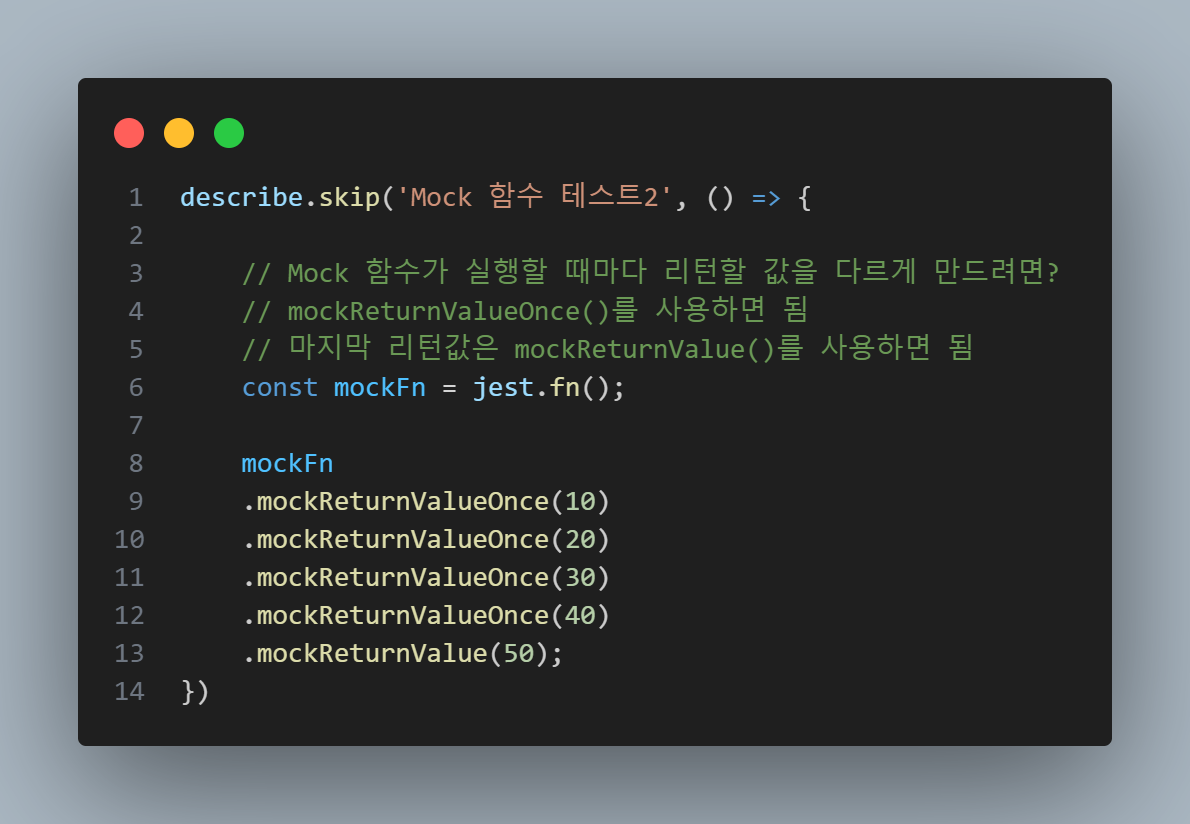 1 describe.skip('Mock 함수 테스트2', () => {
2
3 // Mock 함수가 실행할 때마다 리턴할 값을 다르게 만드려면?
4 // mockReturnValueOnce()를 사용하면 됨
5 // 마지막 리턴값은 mockReturnValue()를 사용하면 됨
6 const mockFn = jest.fn();
7
8 mockFn
9 .mockReturnValueOnce(10)
10 .mockReturnValueOnce(20)
11 .mockReturnValueOnce(30)
12 .mockReturnValueOnce(40)
13 .mockReturnValue(50);
14 })